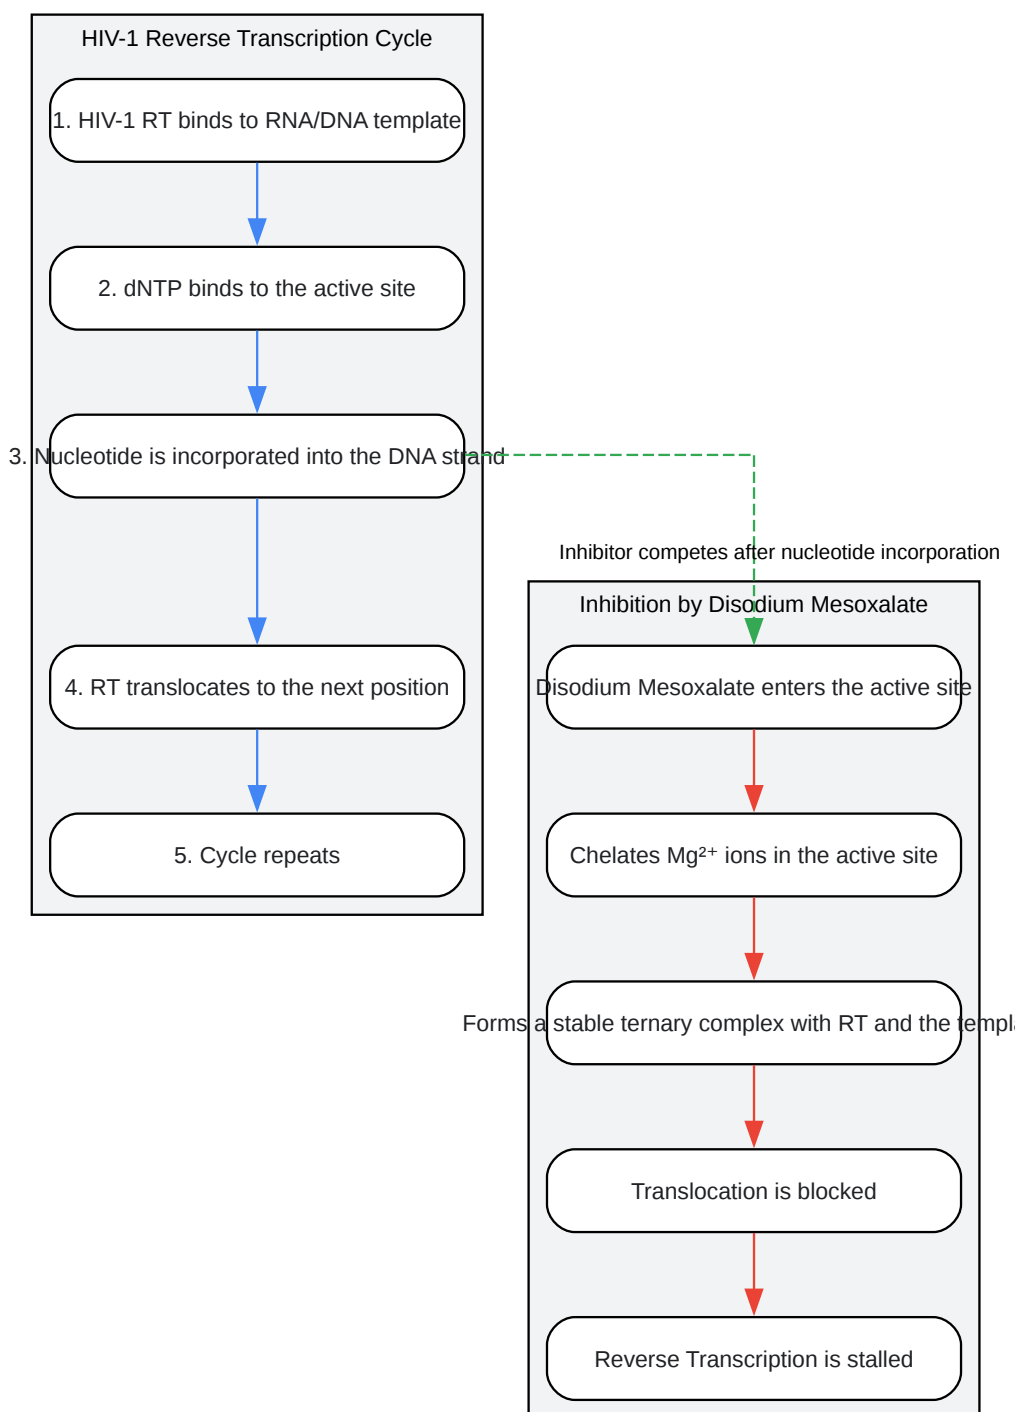 HIV-1 Reverse Transcription Cycle
1. HIV-1 RT binds to RNA/DNA template
2. dNTP binds to the active site
3. Nucleotide is incorporated into the DNA strand
4. RT translocates to the next position
5. Cycle repeats
Inhibitor competes after nucleotide incorporation
Inhibition by Disodium Mesoxalate
Disodium Mesoxalate enters the active site
Chelates Mg²⁺ ions in the active site
Forms a stable ternary complex with RT and the
Translocation is blocked
Reverse Transcription is stalled